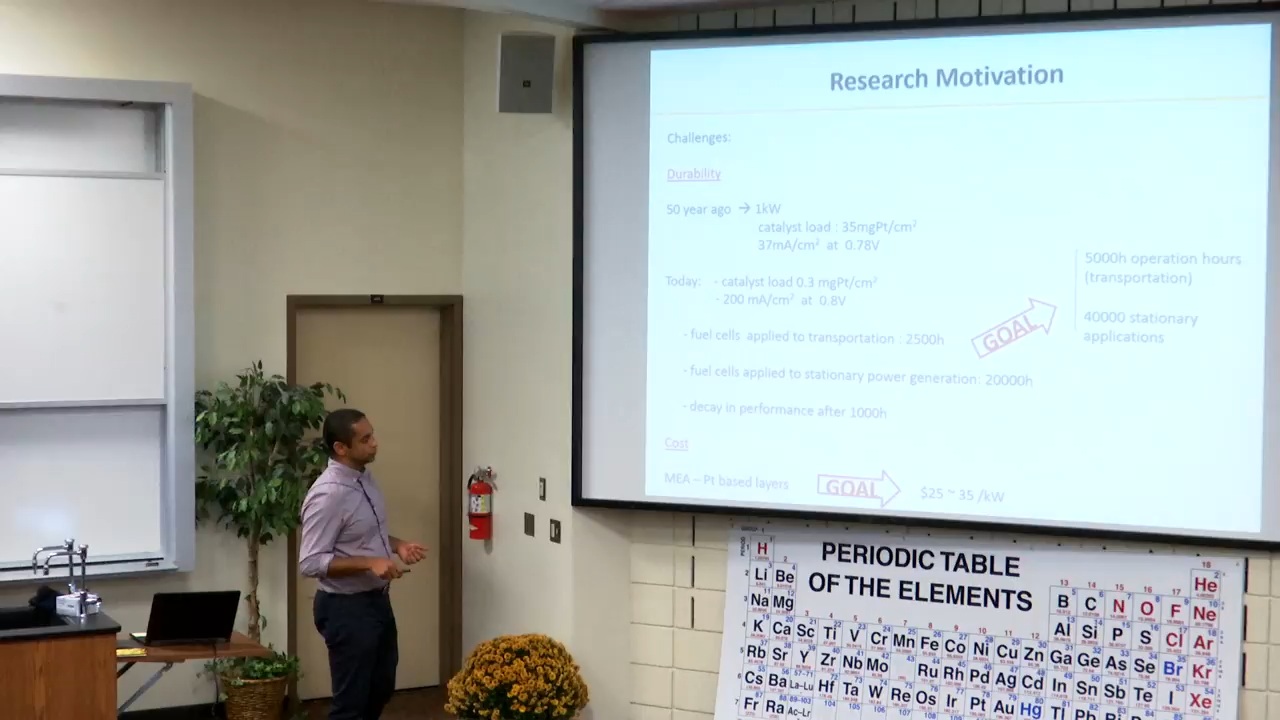 Research Motivation
Challenges:
Durability
50 year ago → 1kW
catalyst load : 35mgPt/cm²
37mA/cm² at 0.78V
Today: - catalyst load 0.3 mgPt/cm²
- 200 mA/cm² at 0.8V
- fuel cells applied to transportation : 2500h
- fuel cells applied to stationary power generation: 20000h
- decay in performance after 1000h
GOAL
5000h operation hours
(transportation)
40000 stationary
applications
Cost
MEA – Pt based layers
GOAL
$25 ~ 35 /kW
PERIODIC TABLE
OF THE ELEMENTS
H He
Li Be B C N O F Ne
Na Mg Al Si P S Cl Ar
K Ca Sc Ti V Cr Mn Fe Co Ni Cu Zn Ga Ge As Se Br Kr
Rb Sr Y Zr Nb Mo Ru Rh Pd Ag Cd In Sn Sb Te I Xe
Cs Ba La–Lu Hf Ta W Re Os Ir Pt Au Hg Tl Pb
Fr Ra Ac–Lr